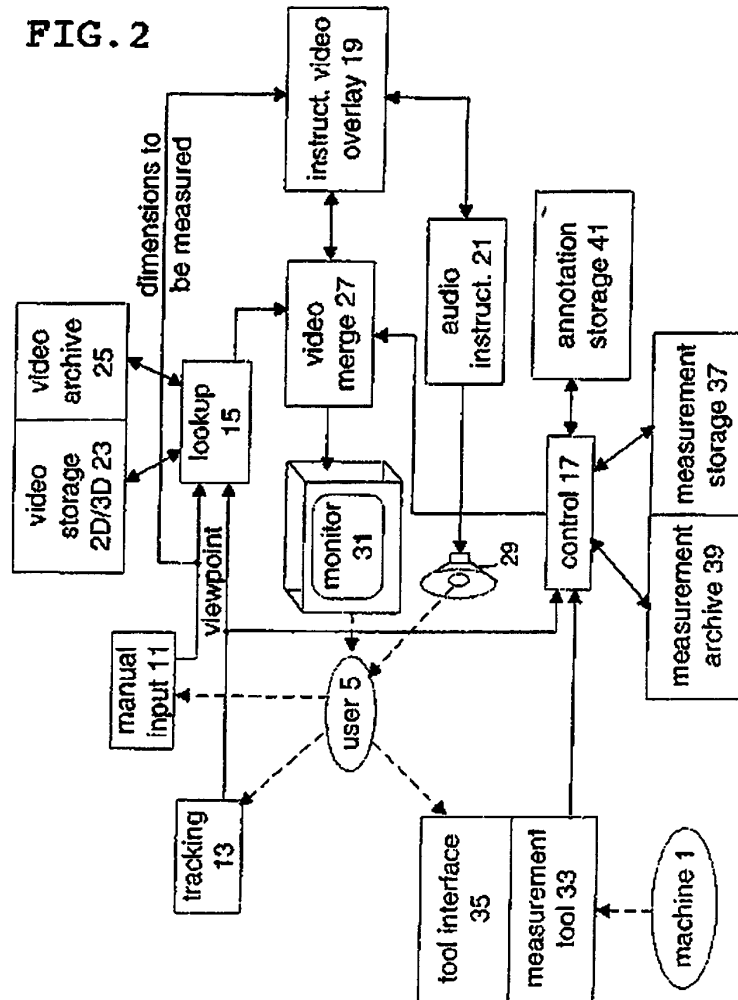 FIG.2
video
storage
2D/3D 23
video
archive
25
dimensions to
be measured
manual
input 11
viewpoint
lookup
15
instruct. video
overlay 19
tracking
13
user 5
monitor
31
video
merge 27
29
audio
instruct. 21
tool interface
35
measurement
tool 33
machine 1
control 17
annotation
storage 41
measurement
archive 39
measurement
storage 37